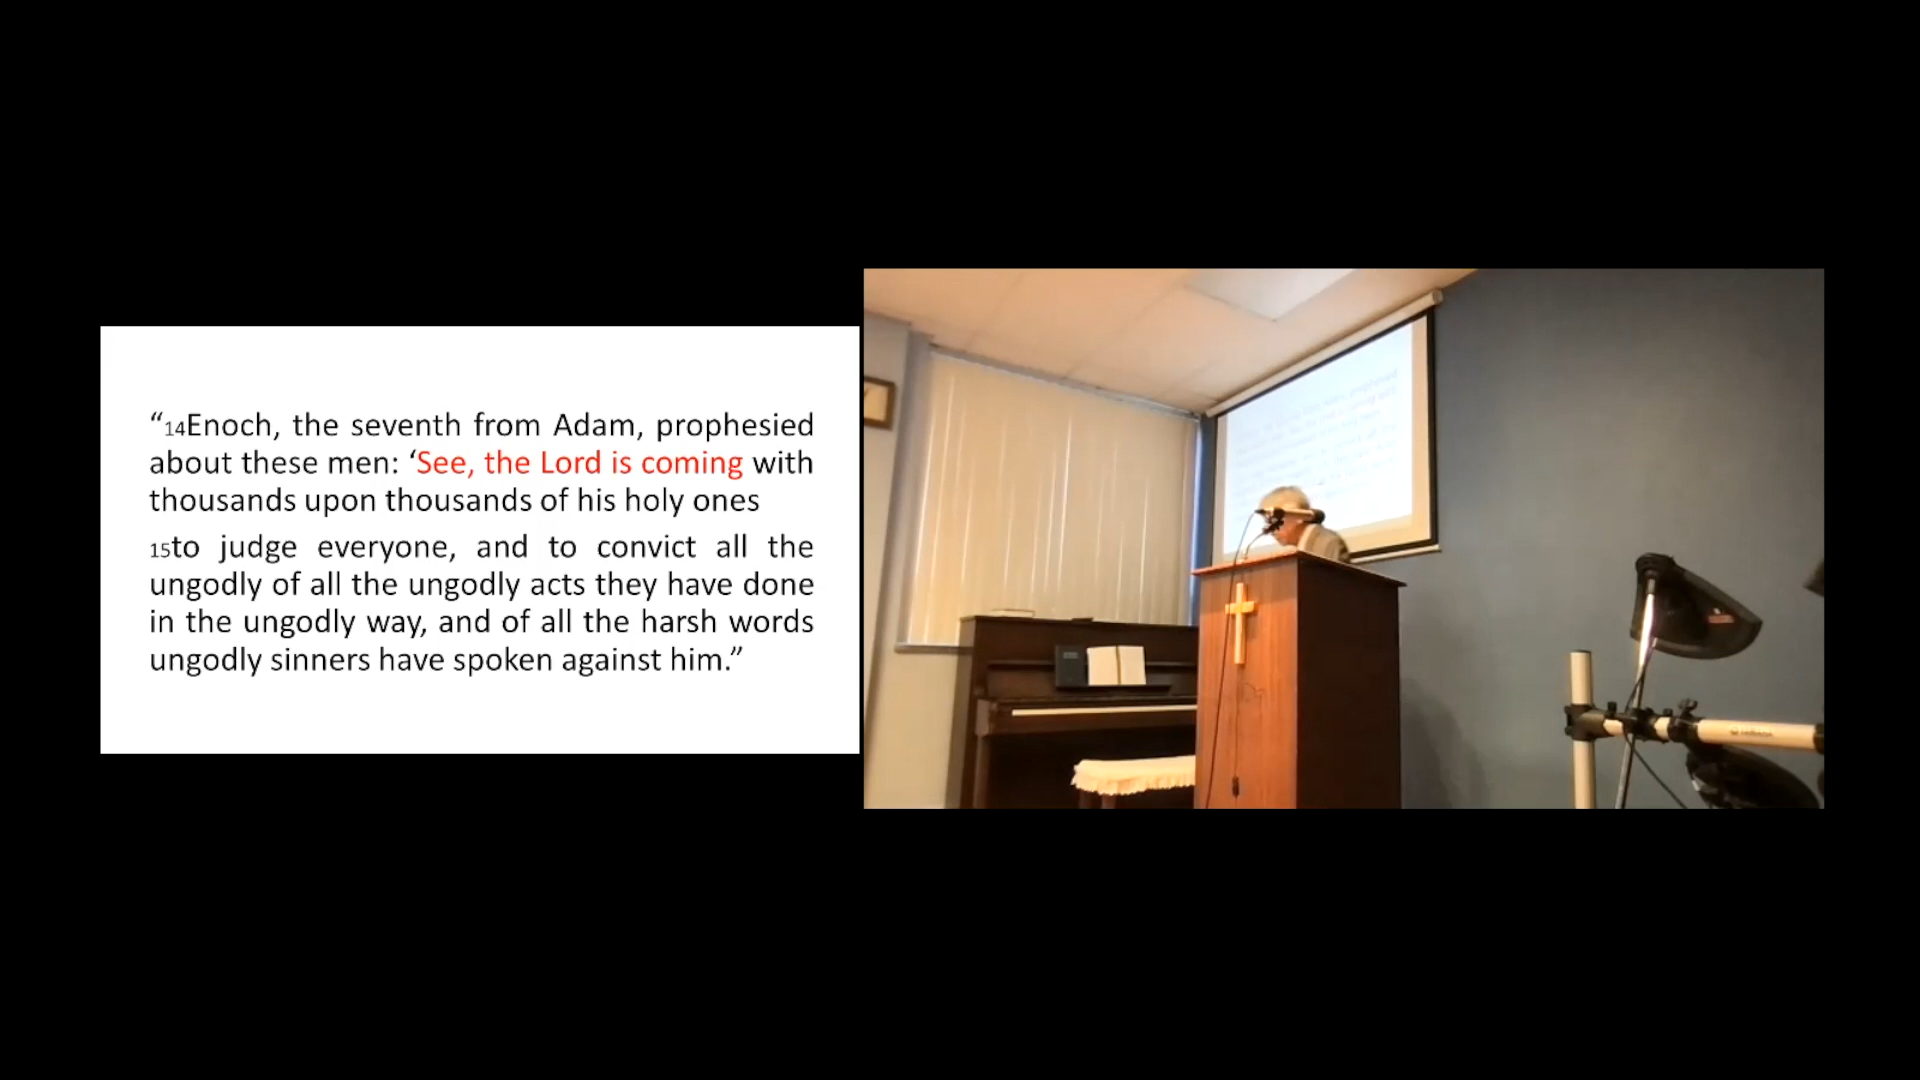 “14Enoch, the seventh from Adam, prophesied
about these men: ‘See, the Lord is coming with
thousands upon thousands of his holy ones
15to judge everyone, and to convict all the
ungodly of all the ungodly acts they have done
in the ungodly way, and of all the harsh words
ungodly sinners have spoken against him.”